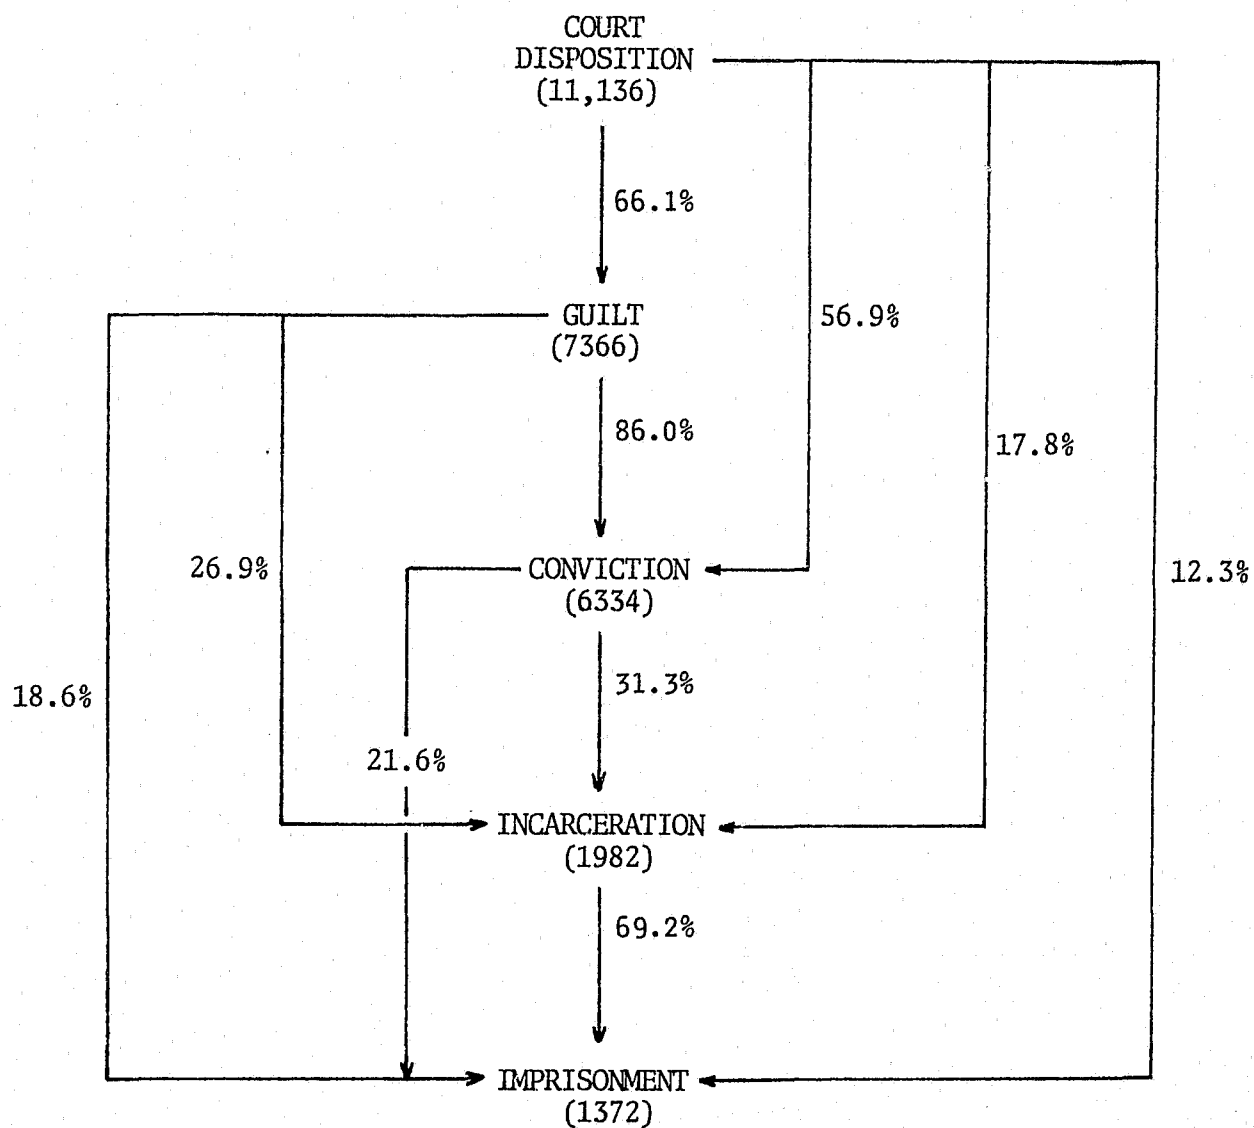 COURT
DISPOSITION
(11,136)
66.1%
GUILT
(7366)
56.9%
86.0%
17.8%
26.9%
CONVICTION
(6334)
12.3%
31.3%
18.6%
21.6%
INCARCERATION
(1982)
69.2%
IMPRISONMENT
(1372)